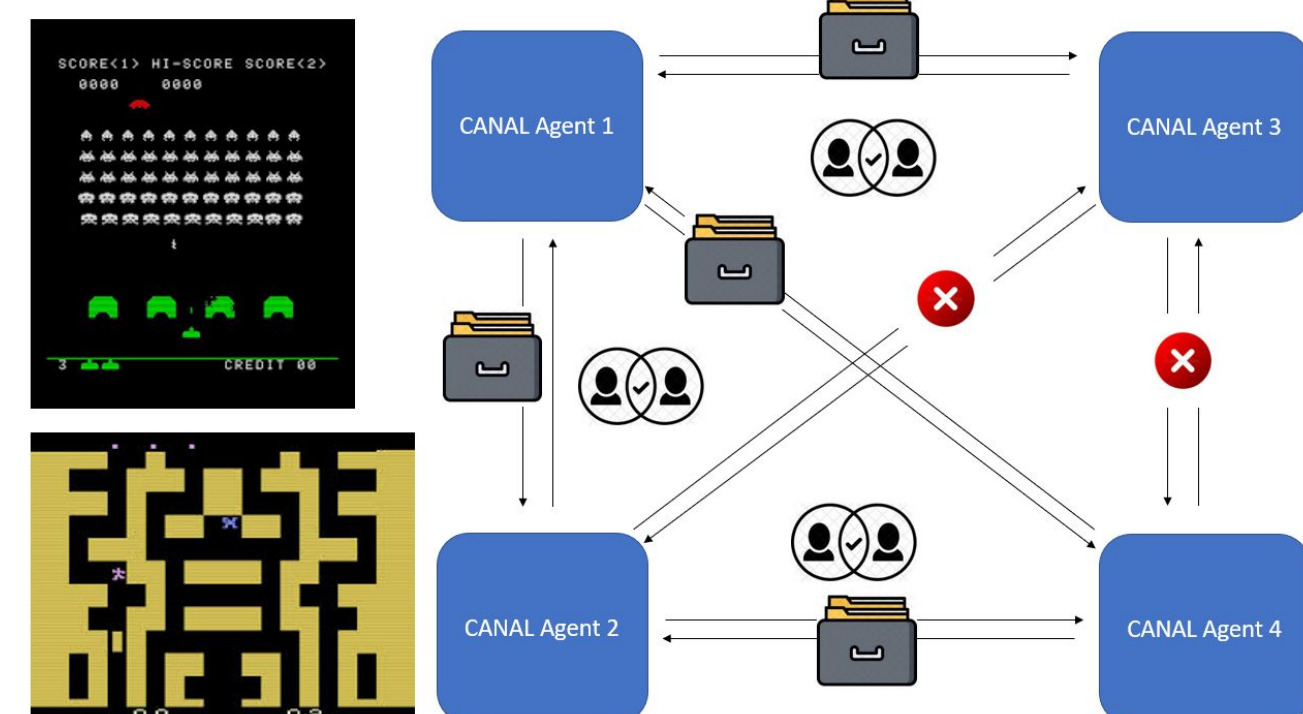 SCORE<1> HI-SCORE SCORE<2>
0000 0000
3 CREDIT 00
CANAL Agent 1
CANAL Agent 3
CANAL Agent 2
CANAL Agent 4